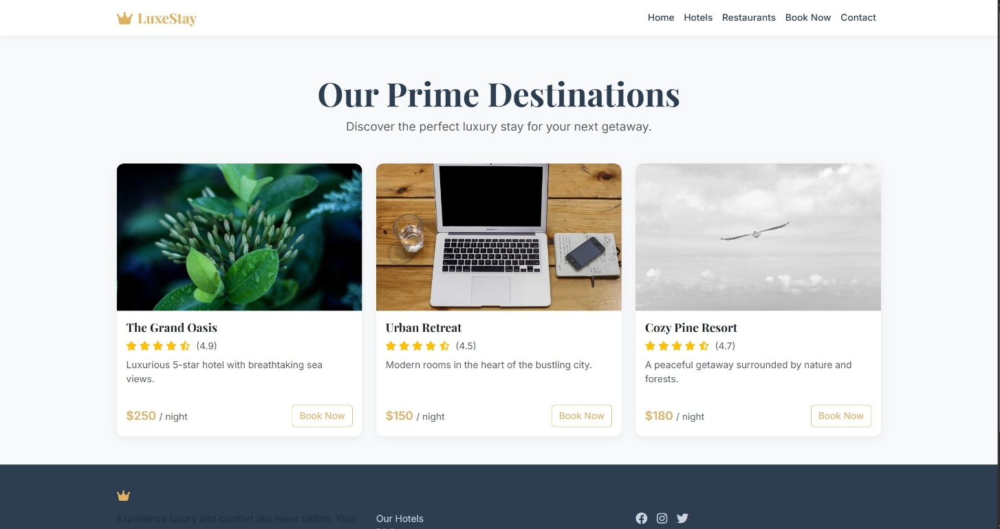 LuxeStay
Home Hotels Restaurants Book Now Contact
Our Prime Destinations
Discover the perfect luxury stay for your next getaway.
The Grand Oasis
(4.9)
Luxurious 5-star hotel with breathtaking sea
views.
$250 / night Book Now
Urban Retreat
(4.5)
Modern rooms in the heart of the bustling city.
$150 / night Book Now
Cozy Pine Resort
(4.7)
A peaceful getaway surrounded by nature and
forests.
$180 / night Book Now
Experience luxury and comfort like never before. Your
Our Hotels